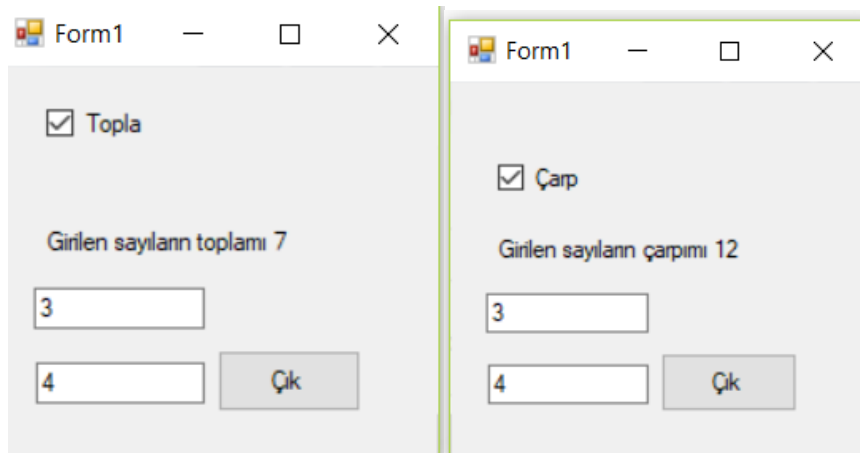 Form1
Topla
Girilen sayıların toplamı 7
3
4 Çık
Form1
Çarp
Girilen sayıların çarpımı 12
3
4 Çık